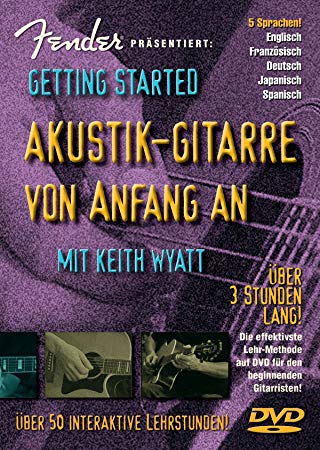 Fender PRÄSENTIERT:
GETTING STARTED
AKUSTIK-GITARRE
VON ANFANG AN
MIT KEITH WYATT
5 Sprachen!
Englisch
Französisch
Deutsch
Japanisch
Spanisch
ÜBER
3 STUNDEN
LANG!
Die effektivste
Lehr-Methode
auf DVD für den
beginnenden
Gitarristen!
ÜBER 50 INTERAKTIVE LEHRSTUNDEN!
DVD